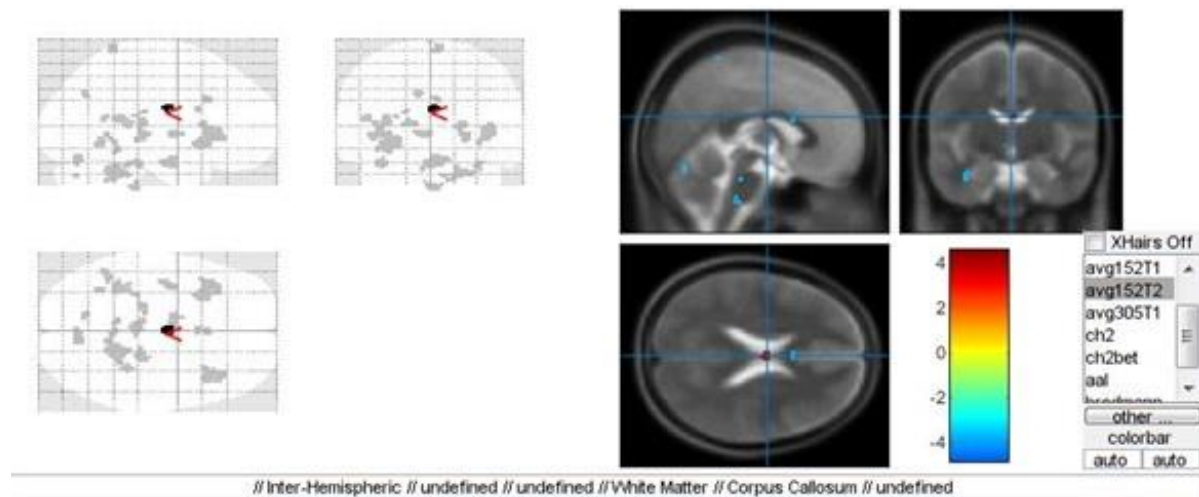 XHairs Off
avg152T1
avg152T2
avg305T1
ch2
ch2bet
aal
brodmann
other ...
colorbar
auto auto
4
2
0
-2
-4
// Inter-Hemispheric // undefined // undefined // White Matter // Corpus Callosum // undefined